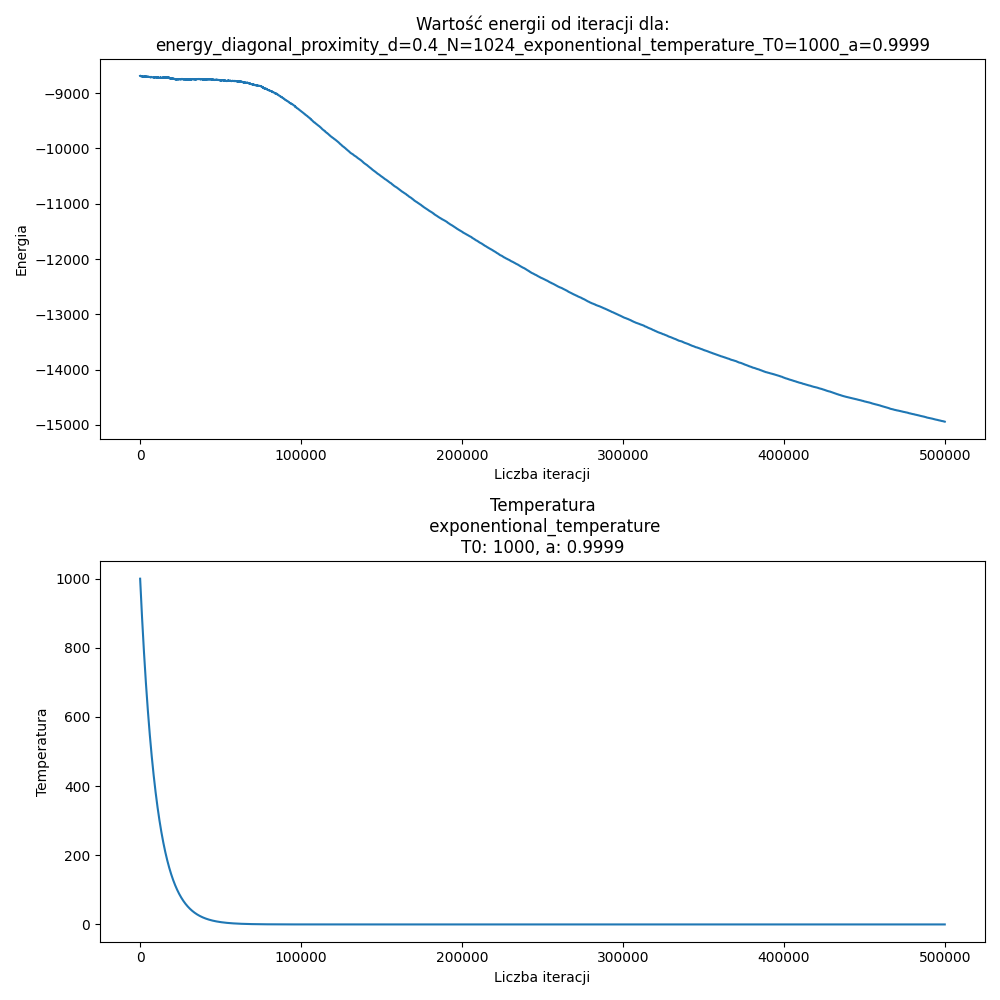 Wartość energii od iteracji dla:
energy_diagonal_proximity_d=0.4_N=1024_exponentional_temperature_T0=1000_a=0.9999
−9000
−10000
−11000
−12000
−13000
−14000
−15000
Energia
0 100000 200000 300000 400000 500000
Liczba iteracji
Temperatura
exponentional_temperature
T0: 1000, a: 0.9999
1000
800
600
400
200
0
Temperatura
0 100000 200000 300000 400000 500000
Liczba iteracji